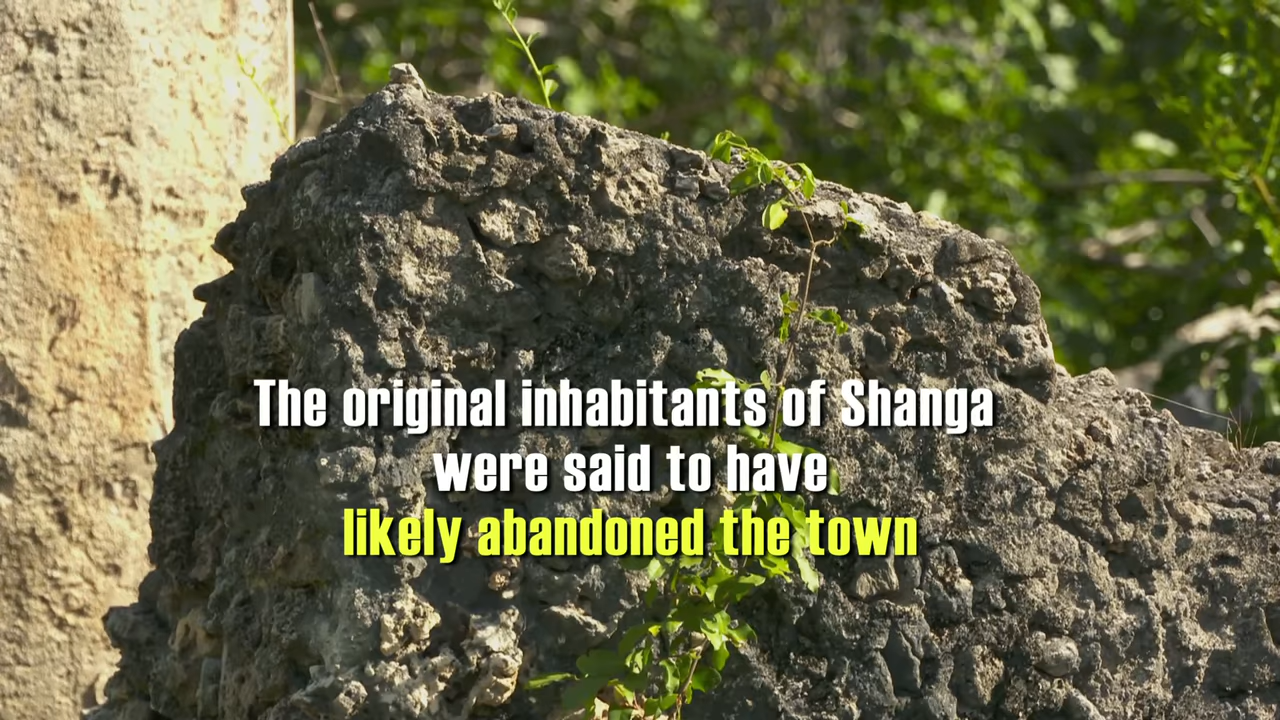 The original inhabitants of Shanga
were said to have
likely abandoned the town